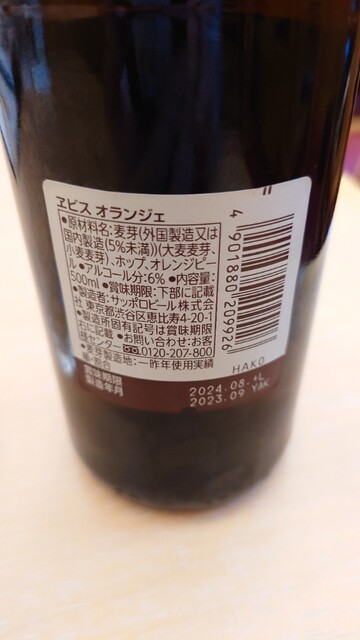 ヱビス オランジェ
●原材料名:麦芽(外国製造又は
国内製造(5%未満))(大麦麦芽、
小麦麦芽)、ホップ、オレンジピー
ル ●アルコール分:6% ●内容量:
500ml ●賞味期限:下部に記載
●製造者:サッポロビール株式会
社 東京都渋谷区恵比寿4-20-1
●製造所固有記号は賞味期限
右に記載 ●お問い合わせ:お客
様センター 0120-207-800
製造地:一昨年使用実績
HAKO
4 901880 209926
賞味期限
製造年月
2024.08. +L
2023.09 YAK